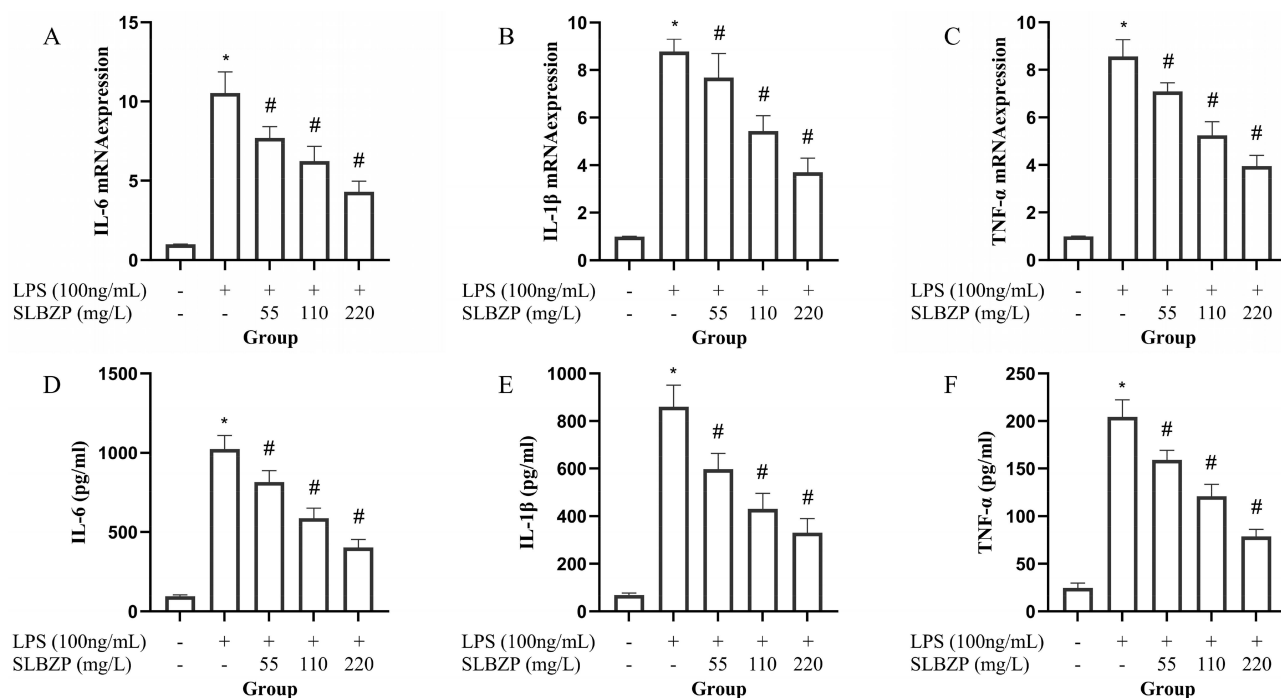 A
IL-6 mRNAexpression
15
10
5
0
*
#
#
#
LPS (100ng/mL) - + + + +
SLBZP (mg/L) - - 55 110 220
Group
B
IL-1β mRNAexpression
10
8
6
4
2
0
*
#
#
#
- + + + +
- - 55 110 220
Group
LPS (100ng/mL)
SLBZP (mg/L)
C
TNF-α mRNAexpression
10
8
6
4
2
0
*
#
#
#
LPS (100ng/mL) - + + + +
SLBZP (mg/L) - - 55 110 220
Group
D
IL-6 (pg/ml)
1500
1000
500
0
*
#
#
#
LPS (100ng/mL) - + + + +
SLBZP (mg/L) - - 55 110 220
Group
E
IL-1β (pg/ml)
1000
800
600
400
200
0
*
#
#
#
LPS (100ng/mL) - + + + +
SLBZP (mg/L) - - 55 110 220
Group
F
TNF-α (pg/ml)
250
200
150
100
50
0
*
#
#
#
LPS (100ng/mL) - + + + +
SLBZP (mg/L) - - 55 110 220
Group